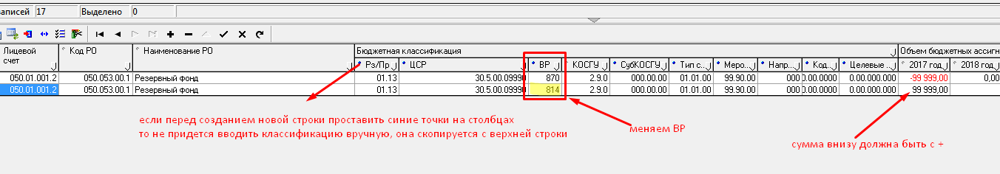 записей 17 Выделено 0
Лицевой счет Код РО Наименование РО Бюджетная классификация Объем бюджетных ассигн
Рз/Пр ЦСР ВР КОСГУ СубКОСГУ Тип с... Меро... Напр... Код... Целевые ... 2017 год 2018 год
050.01.001.2 050.053.00.1 Резервный фонд 01.13 30.5.00.09990 870 2.9.0 000.00.00 01.01.00 99.90.00 000 0.00.0000 0.00.000.000 -99 999,00 0,00
050.01.001.2 050.053.00.1 Резервный фонд 01.13 30.5.00.09990 814 2.9.0 000.00.00 01.01.00 99.90.00 000 0.00.0000 0.00.000.000 99 999,00
если перед созданием новой строки проставить синие точки на столбцах
то не придется вводить классификацию вручную, она скопируется с верхней строки
меняем ВР
сумма внизу должна быть с +